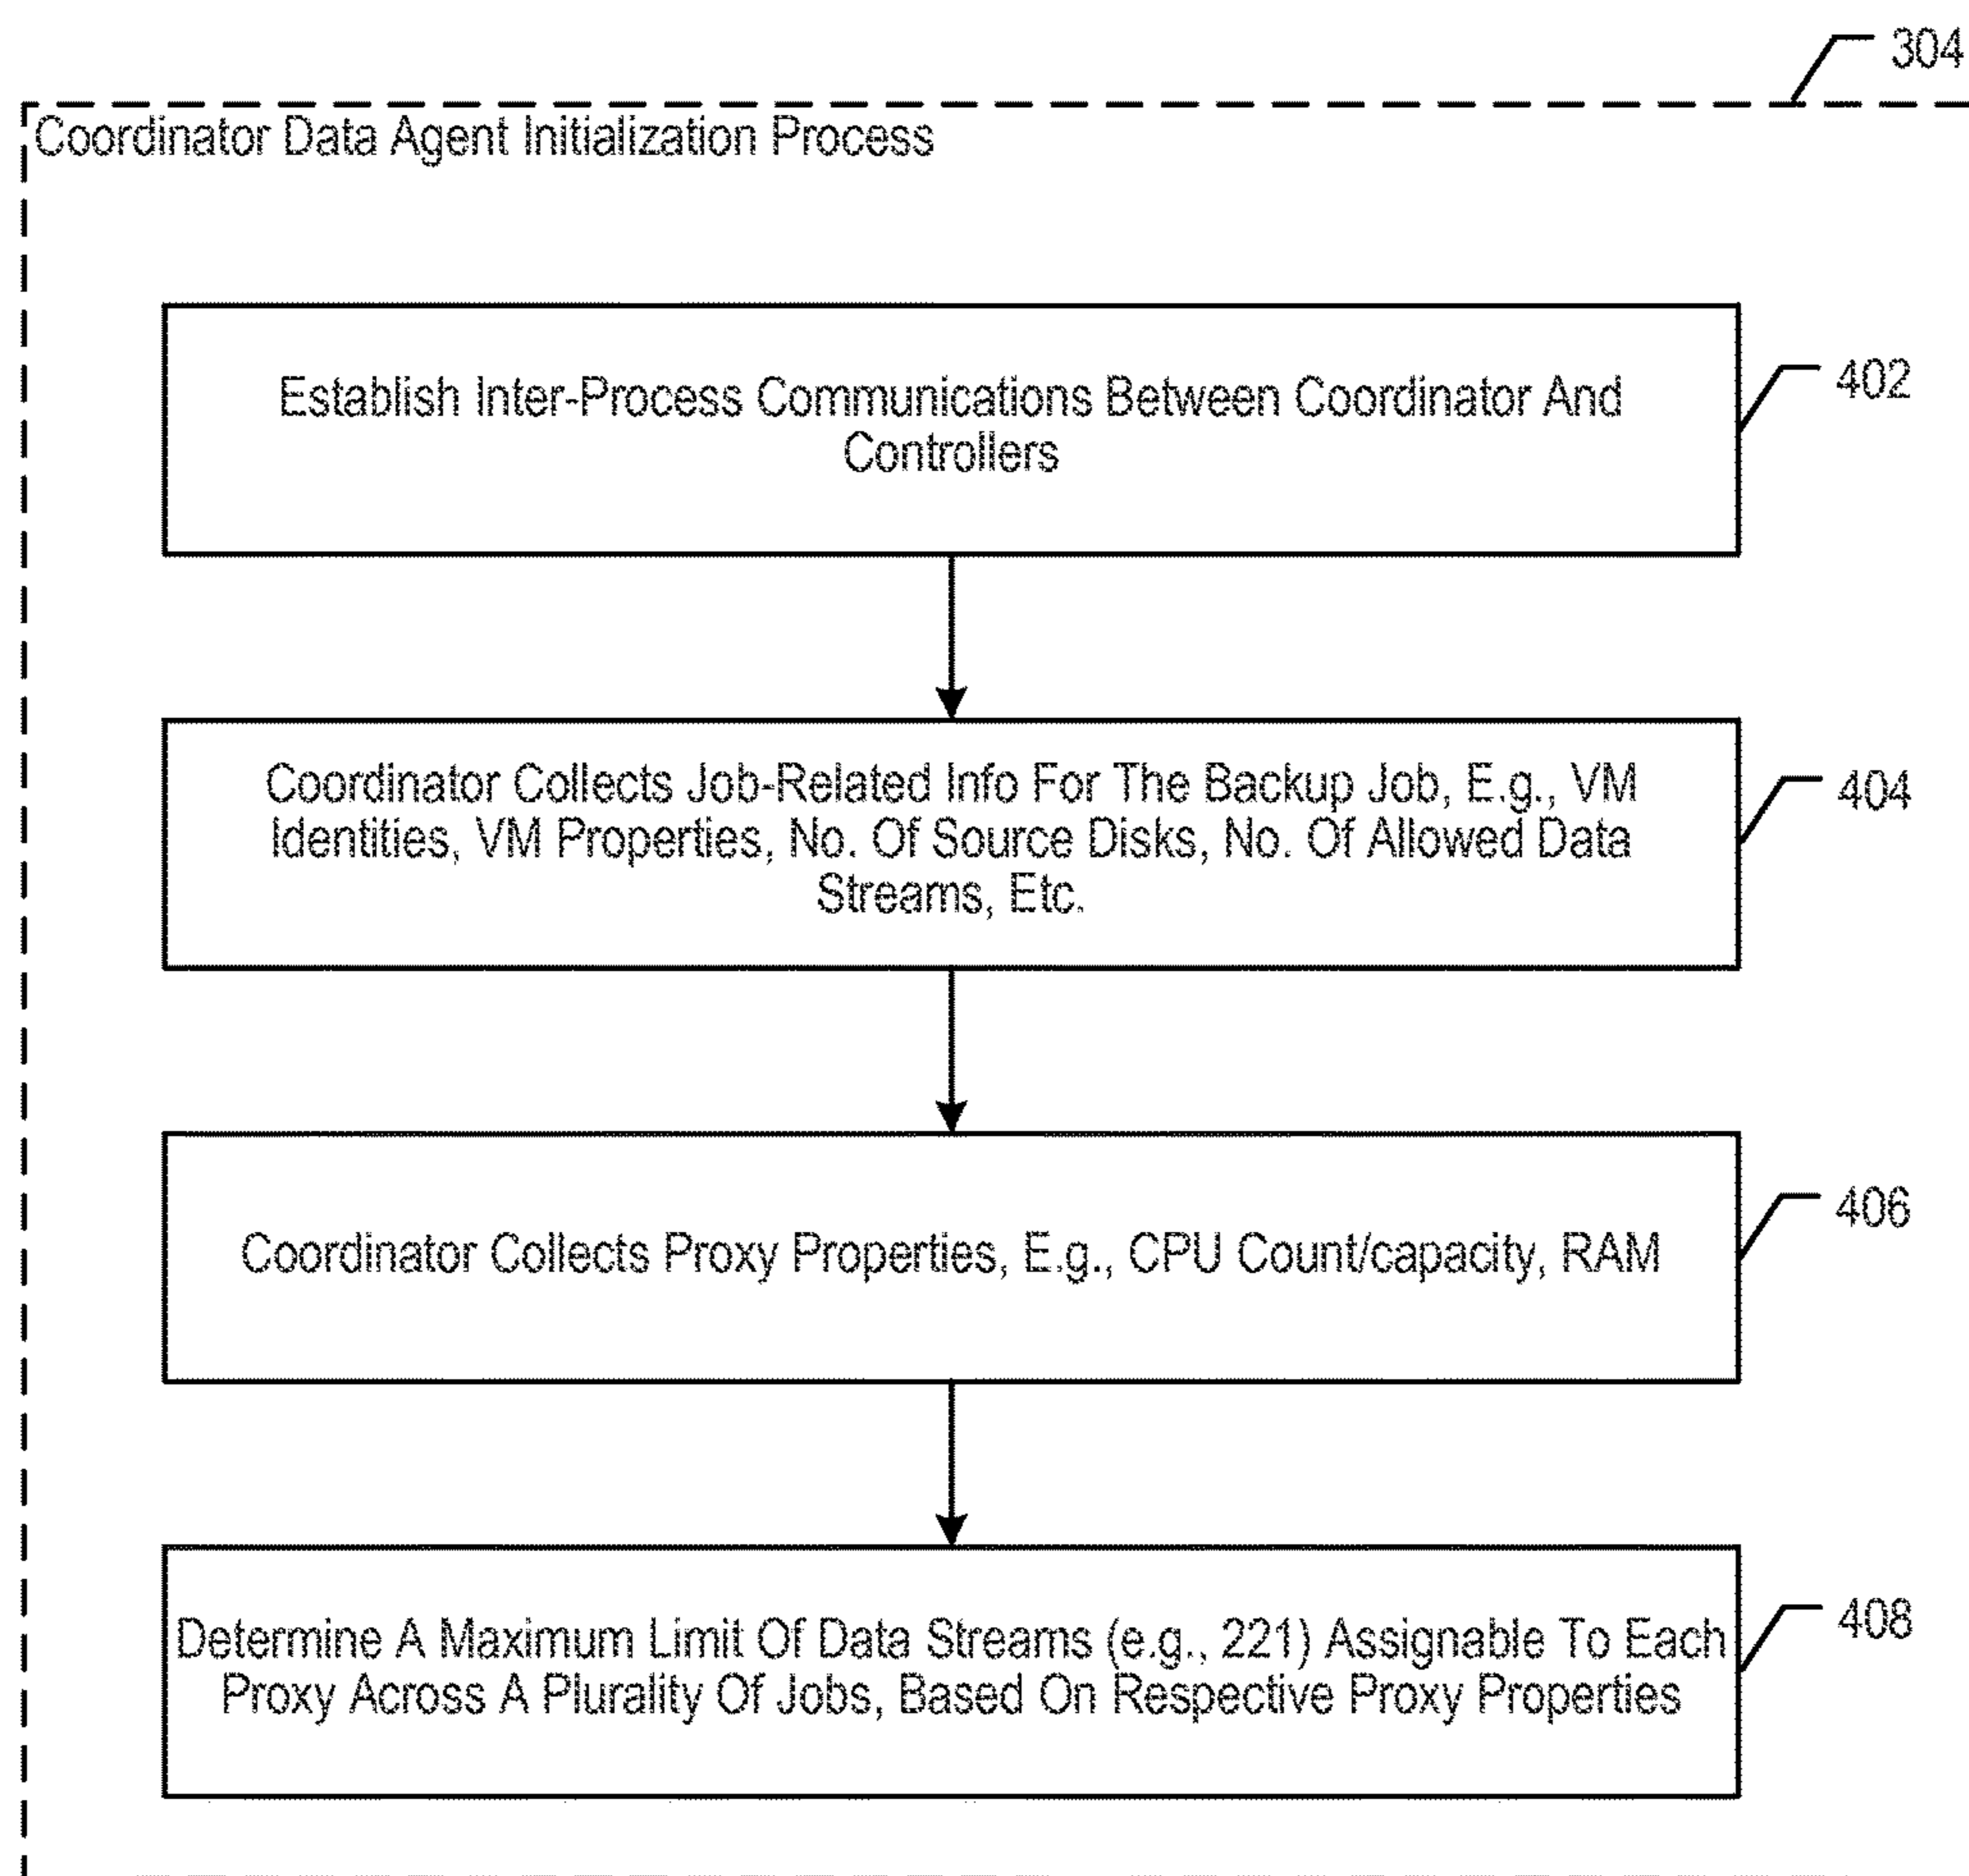 304
Coordinator Data Agent Initialization Process
Establish Inter-Process Communications Between Coordinator And
Controllers
402
Coordinator Collects Job-Related Info For The Backup Job, E.g., VM
Identities, VM Properties, No. Of Source Disks, No. Of Allowed Data
Streams, Etc.
404
Coordinator Collects Proxy Properties, E.g., CPU Count/capacity, RAM
406
Determine A Maximum Limit Of Data Streams (e.g., 221) Assignable To Each
Proxy Across A Plurality Of Jobs, Based On Respective Proxy Properties
408